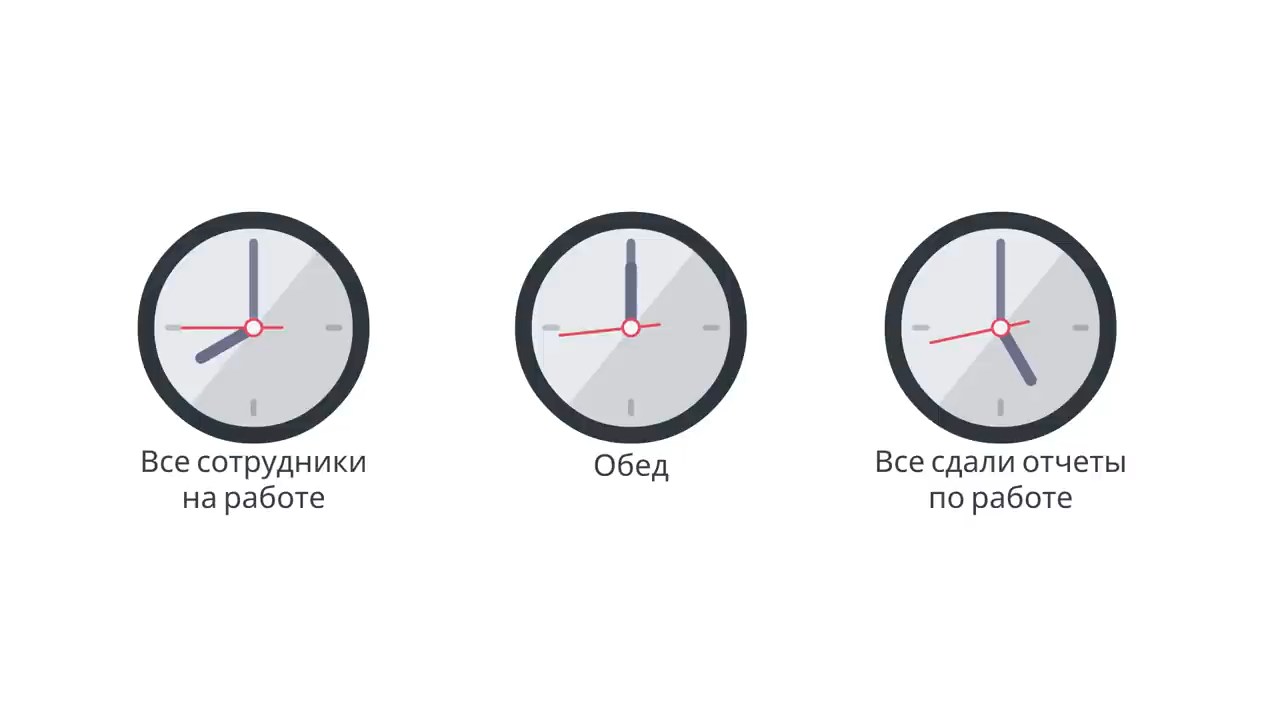 Все сотрудники
на работе
Обед
Все сдали отчеты
по работе